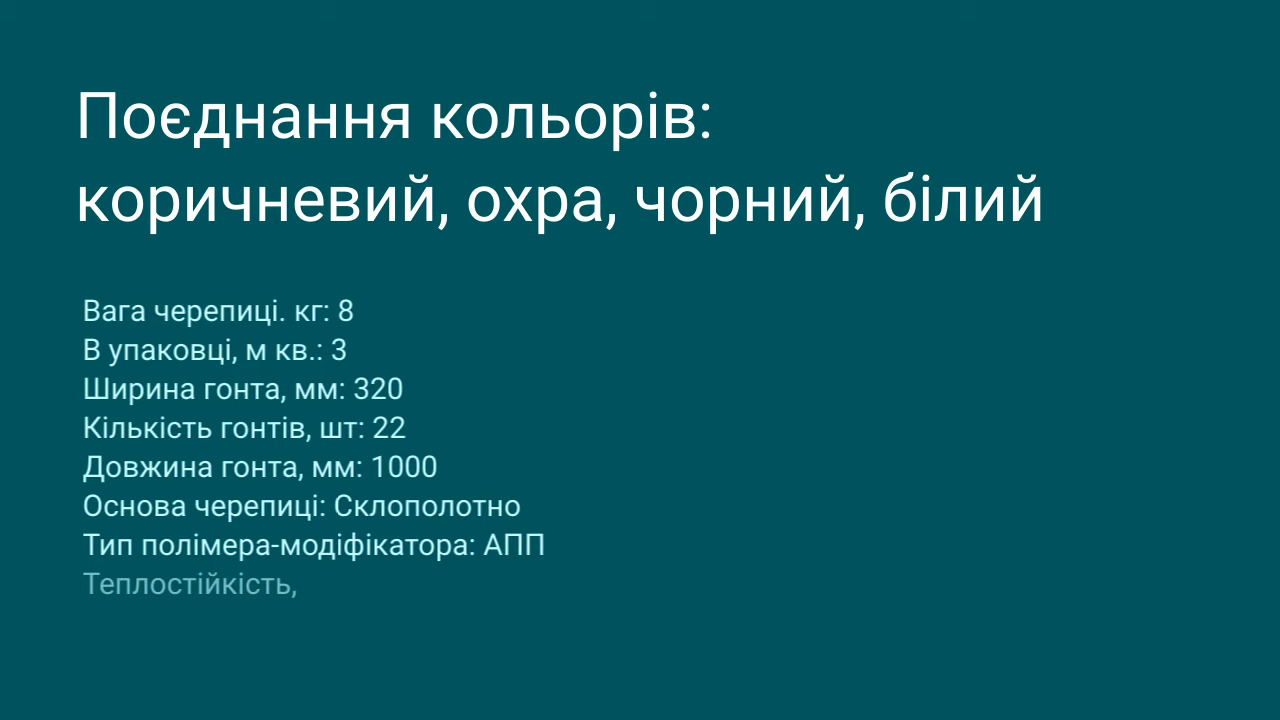 Поєднання кольорів:
коричневий, охра, чорний, білий
Вага черепиці. кг: 8
В упаковці, м кв.: 3
Ширина гонта, мм: 320
Кількість гонтів, шт: 22
Довжина гонта, мм: 1000
Основа черепиці: Склополотно
Тип полімера-модіфікатора: АПП
Теплостійкість,